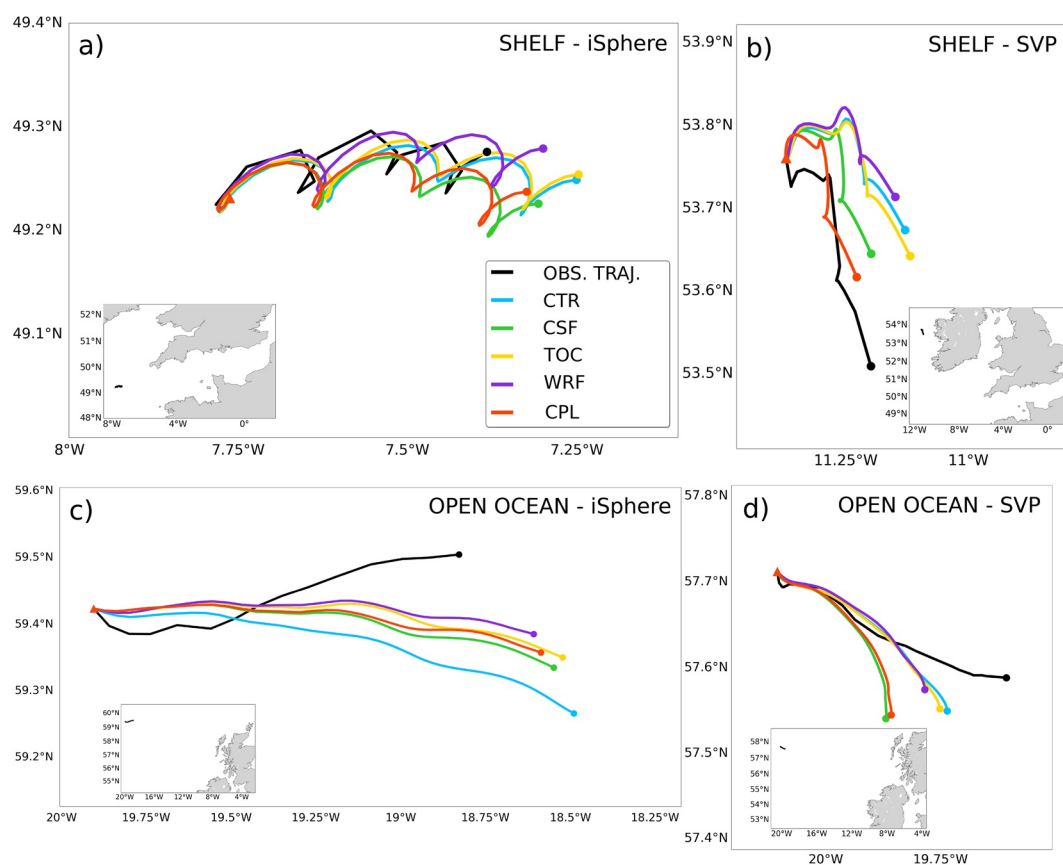 a)
SHELF - iSphere
49.4°N
49.3°N
49.2°N
49.1°N
8°W
7.75°W
7.5°W
7.25°W
OBS. TRAJ.
CTR
CSF
TOC
WRF
CPL
52°N
51°N
50°N
49°N
48°N
8°W
4°W
0°
b)
SHELF - SVP
53.9°N
53.8°N
53.7°N
53.6°N
53.5°N
11.25°W
11°W
54°N
53°N
52°N
51°N
50°N
49°N
12°W
8°W
4°W
0°
c)
OPEN OCEAN - iSphere
59.6°N
59.5°N
59.4°N
59.3°N
59.2°N
20°W
19.75°W
19.5°W
19.25°W
19°W
18.75°W
18.5°W
18.25°W
60°N
59°N
58°N
57°N
56°N
55°N
20°W
16°W
12°W
8°W
4°W
d)
OPEN OCEAN - SVP
57.8°N
57.7°N
57.6°N
57.5°N
57.4°N
20°W
19.75°W
58°N
57°N
56°N
55°N
54°N
53°N
20°W
16°W
12°W
8°W
4°W